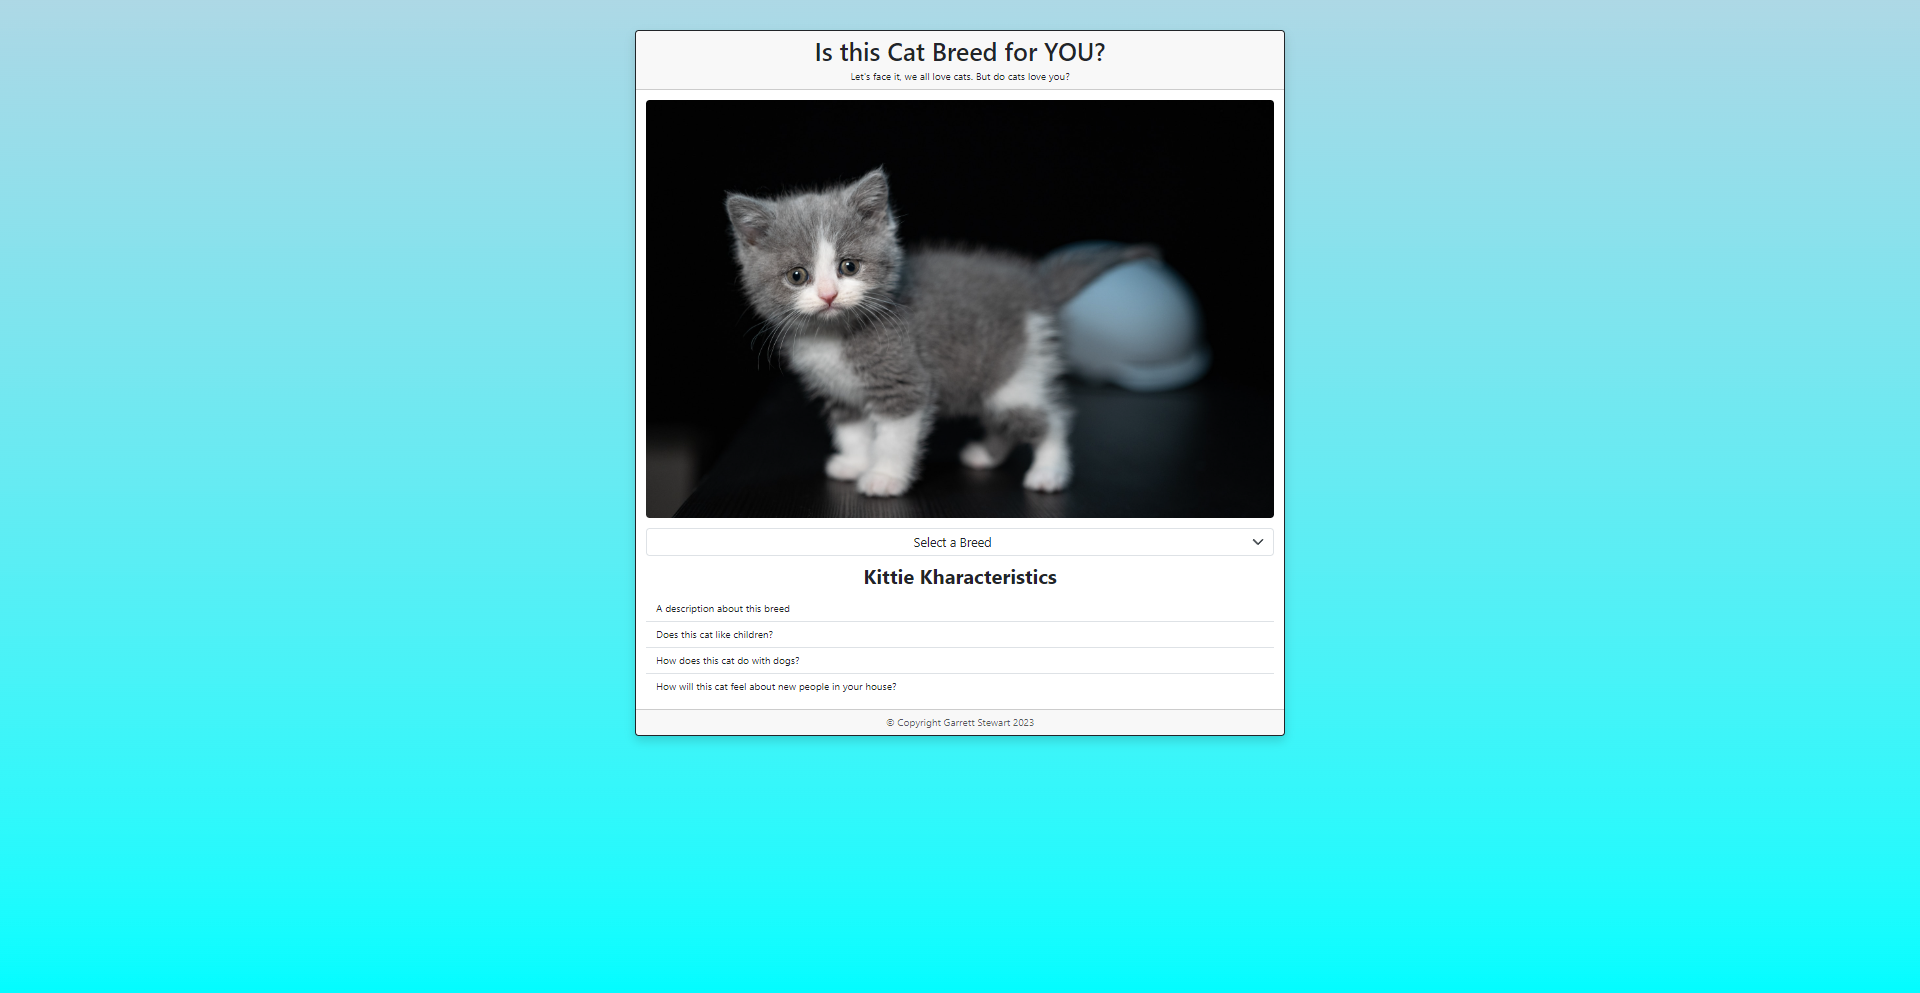 Is this Cat Breed for YOU?
Let's face it, we all love cats. But do cats love you?
Select a Breed
Kittie Kharacteristics
A description about this breed
Does this cat like children?
How does this cat do with dogs?
How will this cat feel about new people in your house?
© Copyright Garrett Stewart 2023